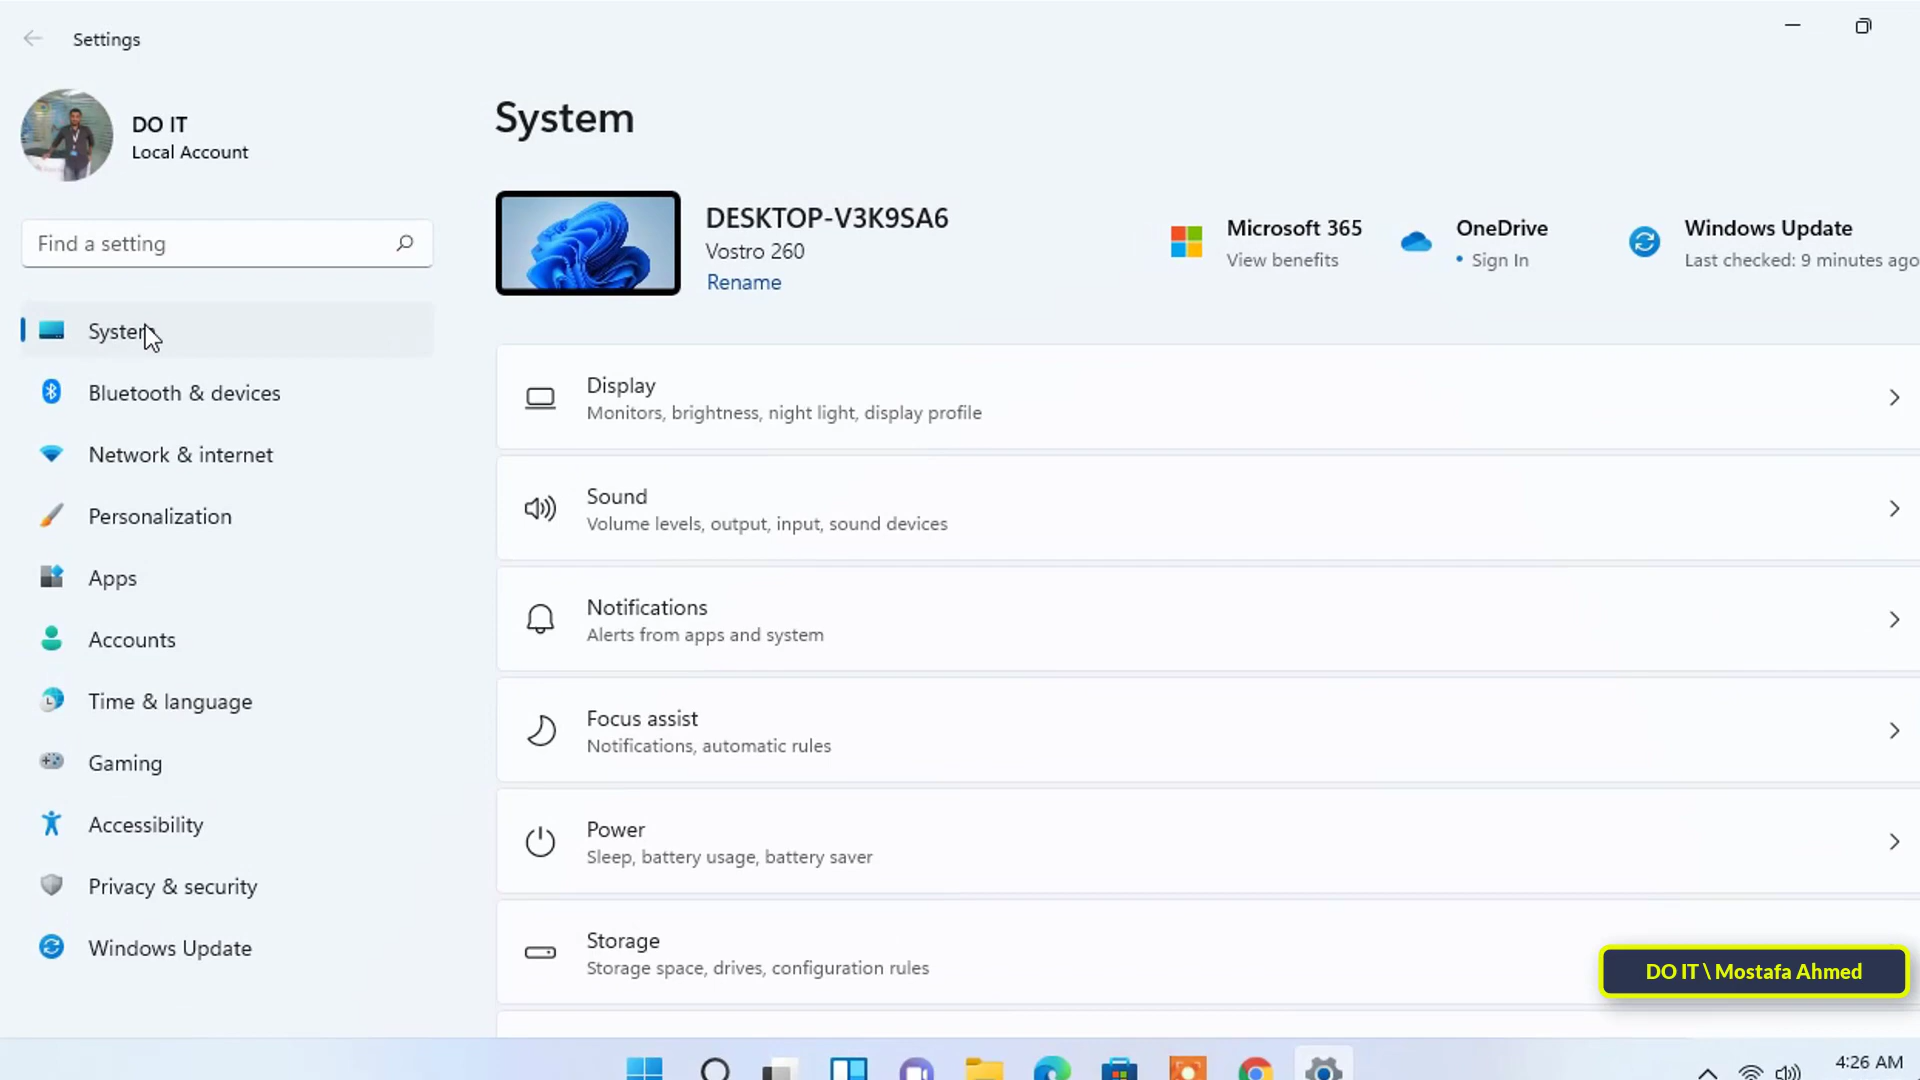 Settings
DO IT
Local Account
Find a setting
System
Bluetooth & devices
Network & internet
Personalization
Apps
Accounts
Time & language
Gaming
Accessibility
Privacy & security
Windows Update
System
DESKTOP-V3K9SA6
Vostro 260
Rename
Microsoft 365
View benefits
OneDrive
• Sign In
Windows Update
Last checked: 9 minutes ago
Display
Monitors, brightness, night light, display profile
Sound
Volume levels, output, input, sound devices
Notifications
Alerts from apps and system
Focus assist
Notifications, automatic rules
Power
Sleep, battery usage, battery saver
Storage
Storage space, drives, configuration rules
DO IT \ Mostafa Ahmed
4:26 AM